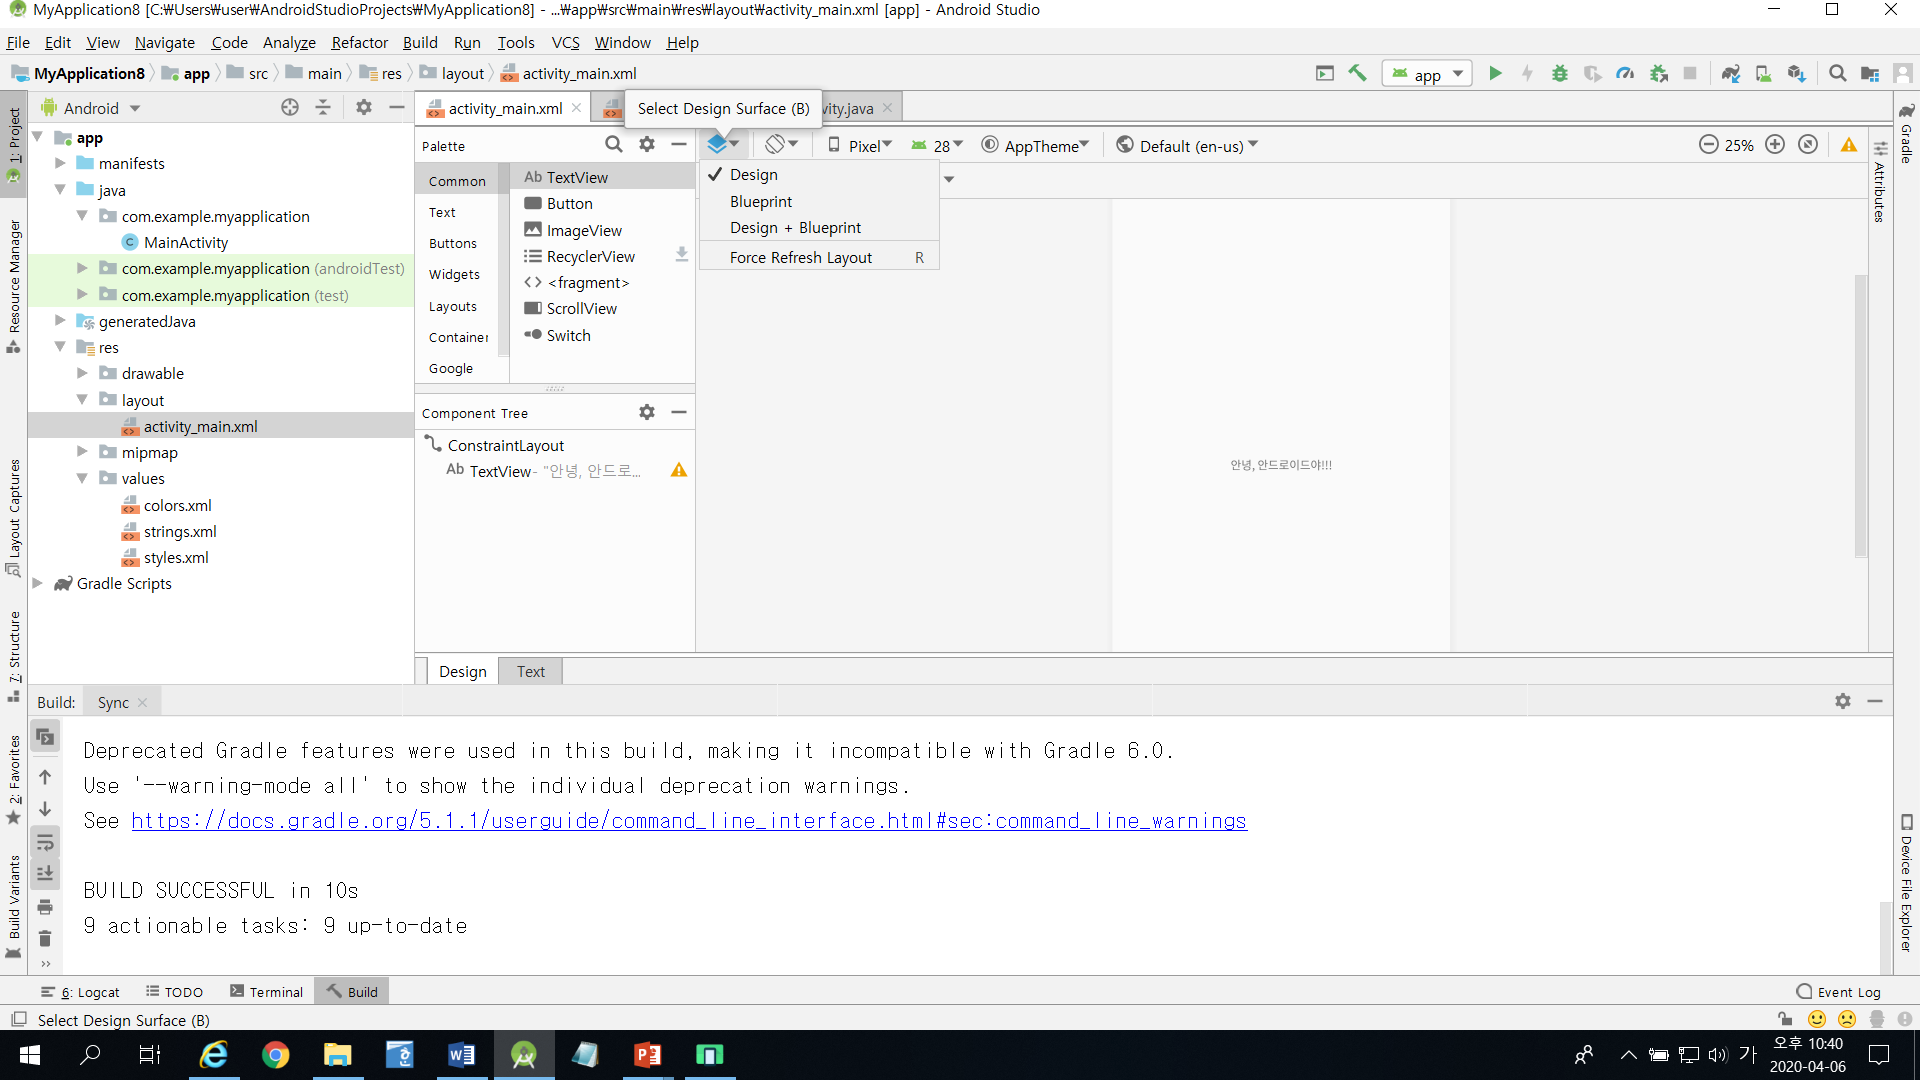 MyApplication8 [C:₩Users₩user₩AndroidStudioProjects₩MyApplication8] - ...₩app₩src₩main₩res₩layout₩activity_main.xml [app] - Android Studio
File Edit View Navigate Code Analyze Refactor Build Run Tools VCS Window Help
MyApplication8 app src main res layout activity_main.xml
app
Android
activity_main.xml
Select Design Surface (B)
vity.java
1: Project
Resource Manager
Layout Captures
7: Structure
2: Favorites
Build Variants
app
manifests
java
com.example.myapplication
MainActivity
com.example.myapplication (androidTest)
com.example.myapplication (test)
generatedJava
res
drawable
layout
activity_main.xml
mipmap
values
colors.xml
strings.xml
styles.xml
Gradle Scripts
Palette
Common
Text
Buttons
Widgets
Layouts
Container
Google
Ab TextView
Button
ImageView
RecyclerView
<fragment>
ScrollView
Switch
Component Tree
ConstraintLayout
Ab TextView- "안녕, 안드로...
Pixel 28 AppTheme Default (en-us) 25%
Design
Blueprint
Design + Blueprint
Force Refresh Layout R
안녕, 안드로이드야!!!
Gradle
Attributes
Device File Explorer
Design Text
Build: Sync
Deprecated Gradle features were used in this build, making it incompatible with Gradle 6.0.
Use '--warning-mode all' to show the individual deprecation warnings.
See https://docs.gradle.org/5.1.1/userguide/command_line_interface.html#sec:command_line_warnings
BUILD SUCCESSFUL in 10s
9 actionable tasks: 9 up-to-date
6: Logcat TODO Terminal Build Event Log
Select Design Surface (B)
가
오후 10:40
2020-04-06